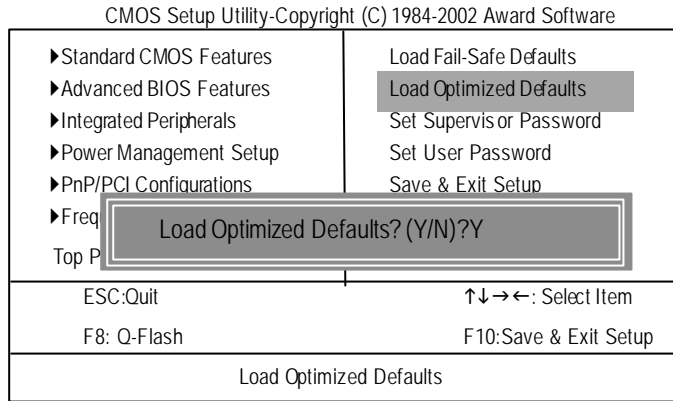 CMOS Setup Utility-Copyright (C) 1984-2002 Award Software
▶Standard CMOS Features
▶Advanced BIOS Features
▶Integrated Peripherals
▶Power Management Setup
▶PnP/PCI Configurations
▶Freq
Top P
Load Fail-Safe Defaults
Load Optimized Defaults
Set Supervisor Password
Set User Password
Save & Exit Setup
Load Optimized Defaults? (Y/N)?Y
ESC:Quit
↑↓→←: Select Item
F8: Q-Flash
F10:Save & Exit Setup
Load Optimized Defaults